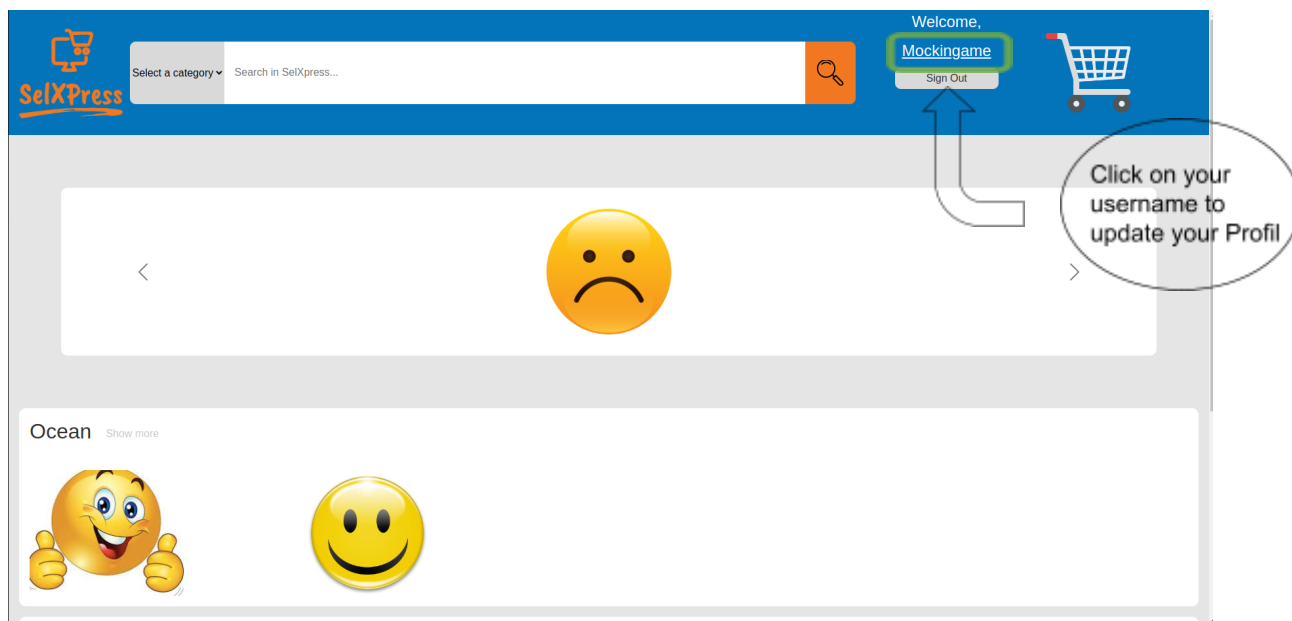 Welcome,
Mockingame
Sign Out
Select a category
Search in SelXpress...
SelXPress
Click on your
username to
update your Profil
Ocean
Show more